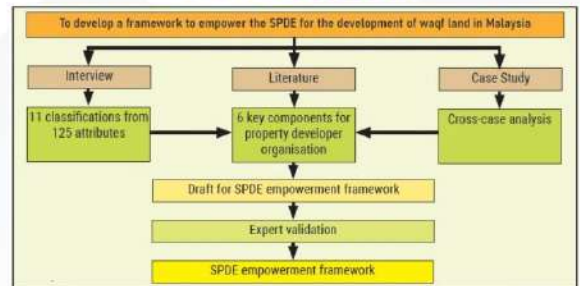 To develop a framework to empower the SPDE for the development of waqf land in Malaysia
Interview
Literature
Case Study
11 classifications from
125 attributes
6 key components for
property developer
organisation
Cross-case analysis
Draft for SPDE empowerment framework
Expert validation
SPDE empowerment framework